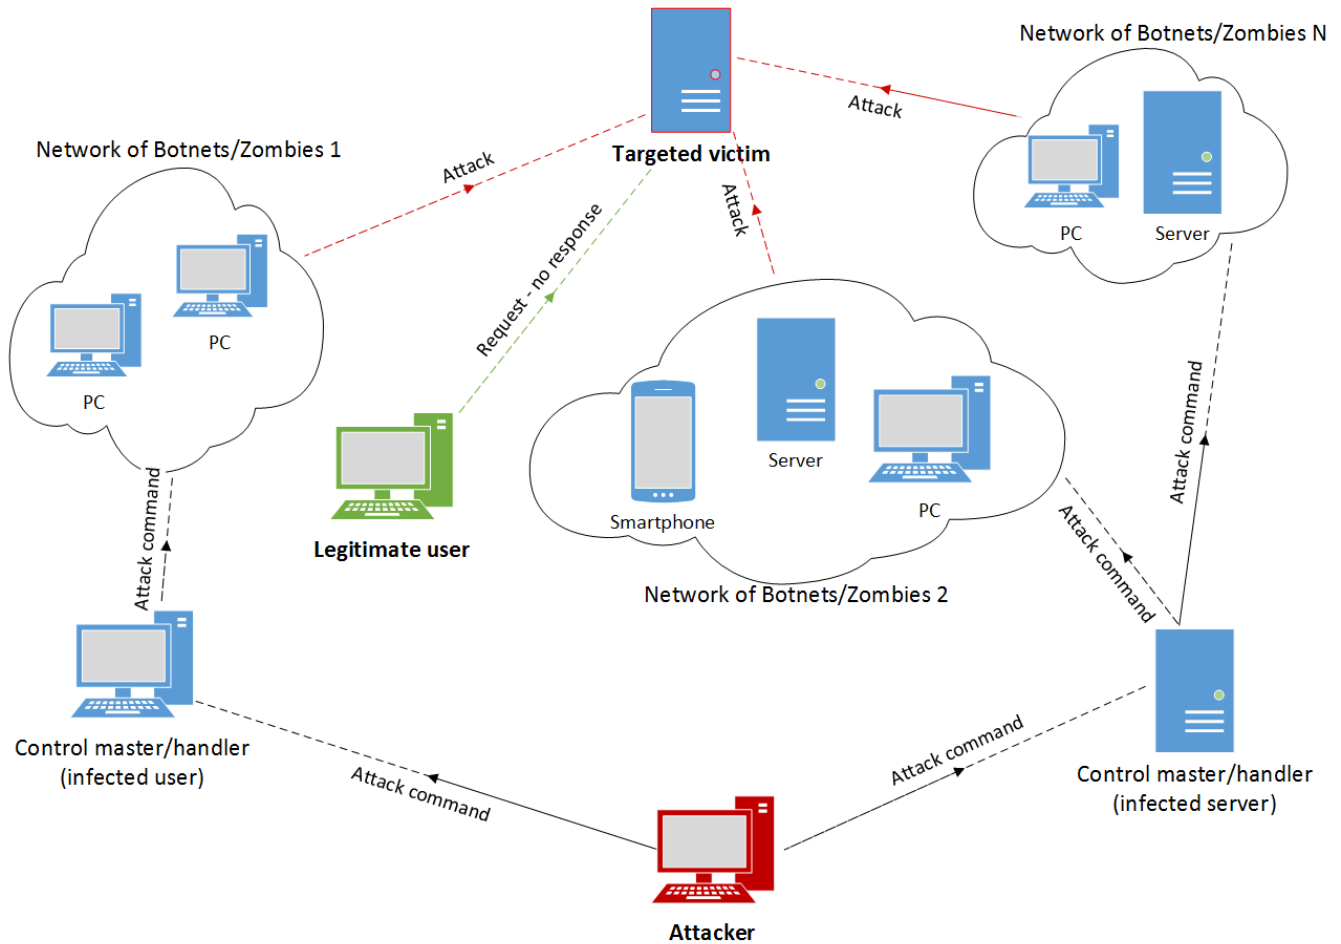 Network of Botnets/Zombies N
Attack
Network of Botnets/Zombies 1
Targeted victim
Attack
Attack
PC
Server
Request - no response
PC
PC
Server
Smartphone
PC
Attack command
Attack command
Attack command
Legitimate user
Network of Botnets/Zombies 2
Control master/handler
(infected user)
Attack command
Attack command
Control master/handler
(infected server)
Attacker